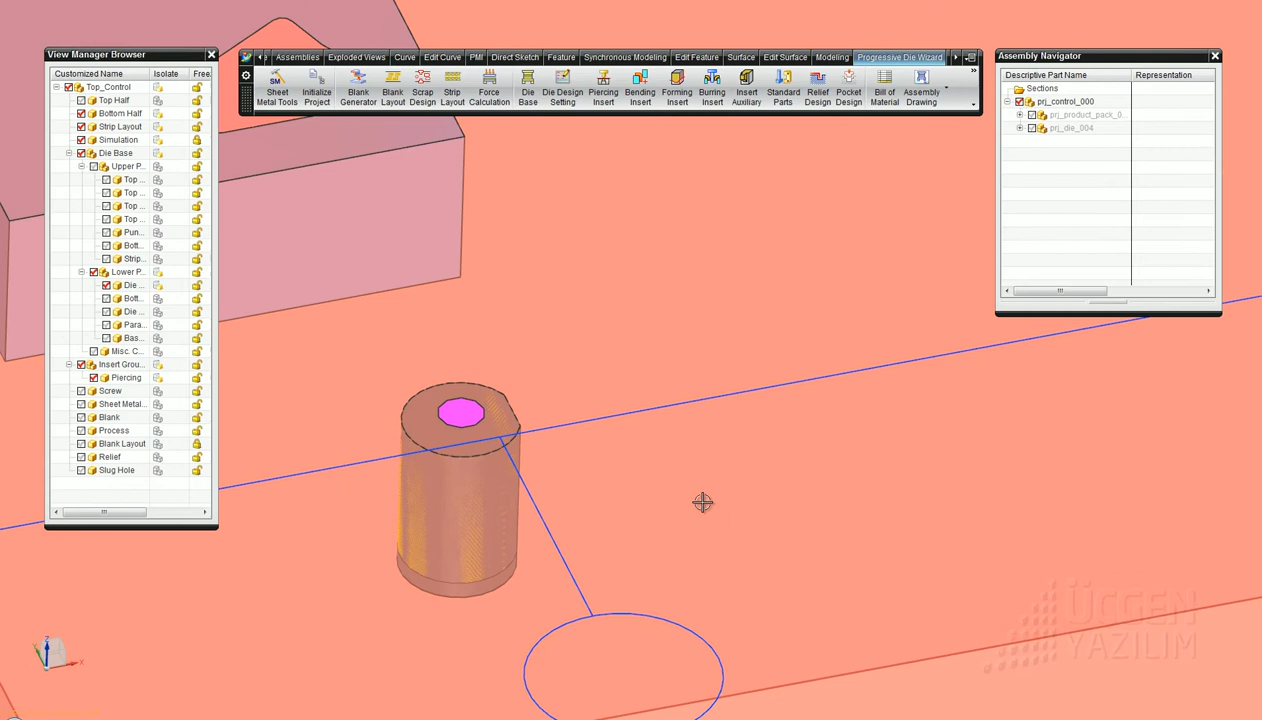 View Manager Browser
Customized Name Isolate Free..
Top_Control
Top Half
Bottom Half
Strip Layout
Simulation
Die Base
Upper P...
Top ...
Top ...
Top ...
Top ...
Pun...
Bott...
Strip...
Lower P...
Die ...
Bott...
Die ...
Para...
Bas...
Misc. C...
Insert Grou...
Piercing
Screw
Sheet Metal...
Blank
Process
Blank Layout
Relief
Slug Hole
Assemblies Exploded Views Curve Edit Curve PMI Direct Sketch Feature Synchronous Modeling Edit Feature Surface Edit Surface Modeling Progressive Die Wizard
SM
Sheet Metal Tools
Initialize Project
Blank Generator
Blank Layout
Scrap Design
Strip Layout
Force Calculation
Die Base
Die Design Setting
Piercing Insert
Bending Insert
Forming Insert
Burring Insert
Insert Auxiliary
Standard Parts
Relief Design
Pocket Design
Bill of Material
Assembly Drawing
Assembly Navigator
Descriptive Part Name Representation
Sections
prj_control_000
prj_product_pack_0...
prj_die_004
Z
Y
X
ÜÇGEN
YAZILIM